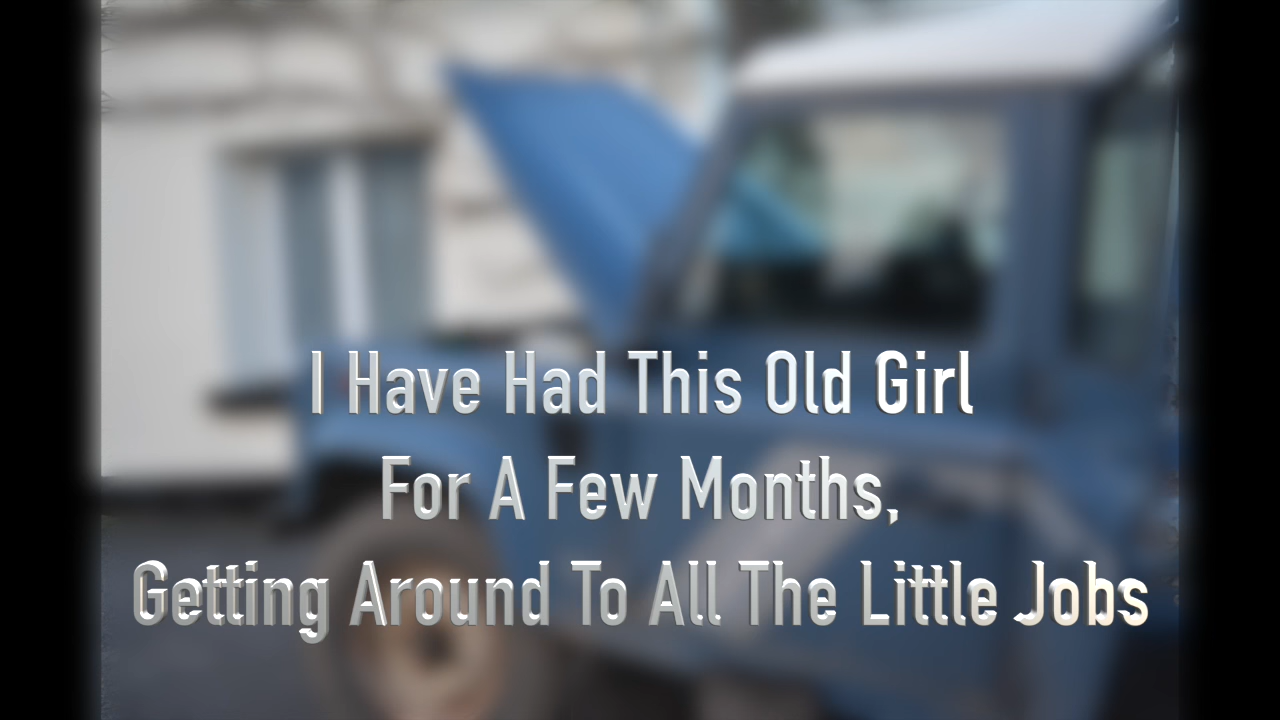 I Have Had This Old Girl
For A Few Months,
Getting Around To All The Little Jobs